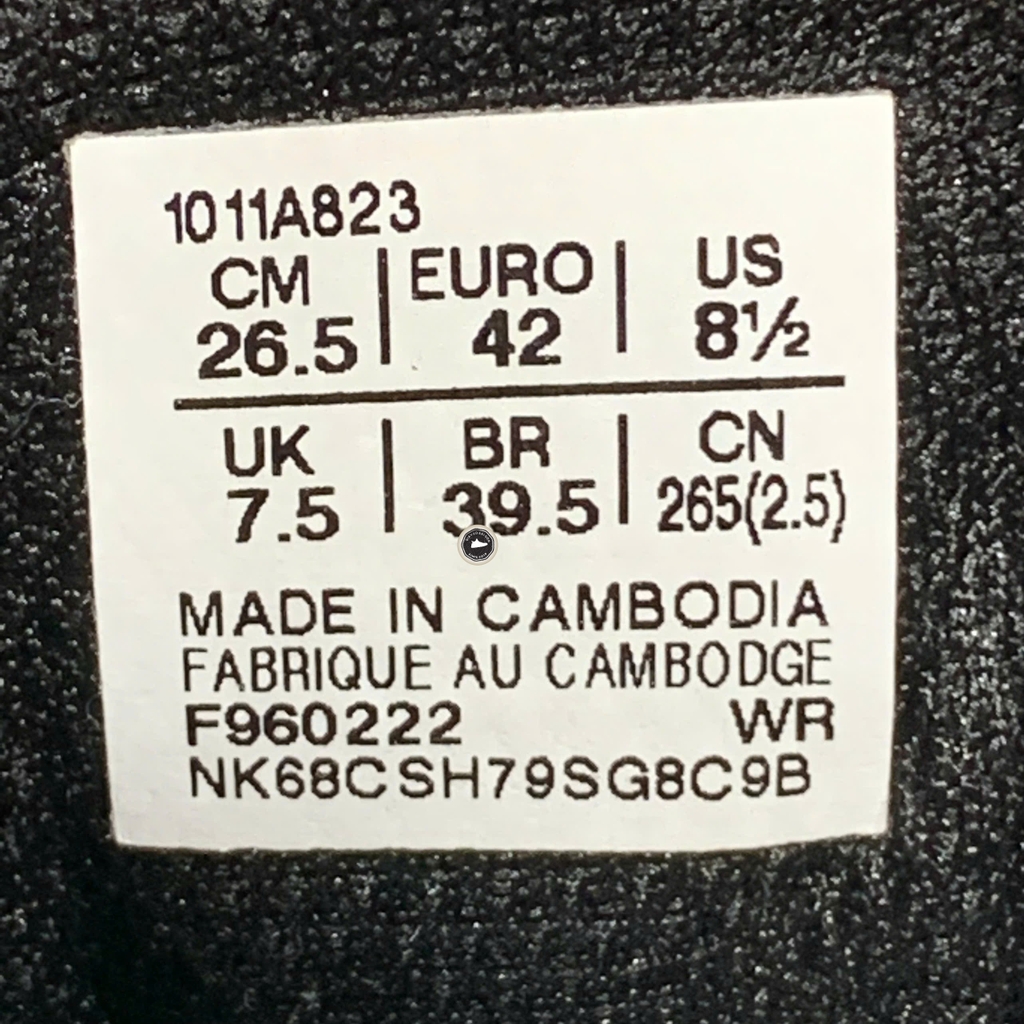 1011A823
CM | EURO | US
26.5 | 42 | 8½
UK | BR | CN
7.5 | 39.5 | 265(2.5)
MADE IN CAMBODIA
FABRIQUE AU CAMBODGE
F960222 WR
NK68CSH79SG8C9B